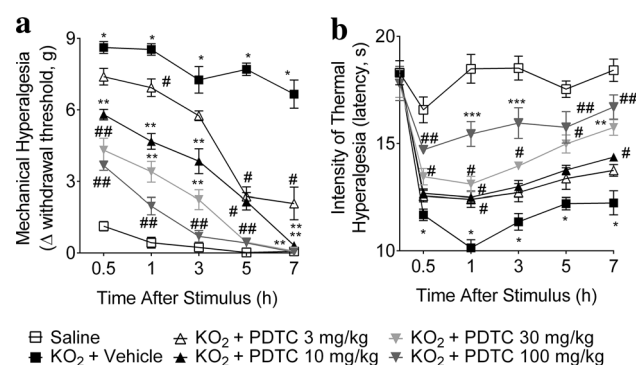 a
b
Mechanical Hyperalgesia
(Δ withdrawal threshold, g)
9
6
3
0
* * * * *
# # #
** ** ** # **
## ** ** ** **
## ## ## ##
0.5 1 3 5 7
Time After Stimulus (h)
Intensity of Thermal
Hyperalgesia (latency, s)
20
15
10
## *** *** ## ##
# # # # **
# #
* * * * *
0.5 1 3 5 7
Time After Stimulus (h)
Saline
KO2 + Vehicle
KO2 + PDTC 3 mg/kg
KO2 + PDTC 10 mg/kg
KO2 + PDTC 30 mg/kg
KO2 + PDTC 100 mg/kg